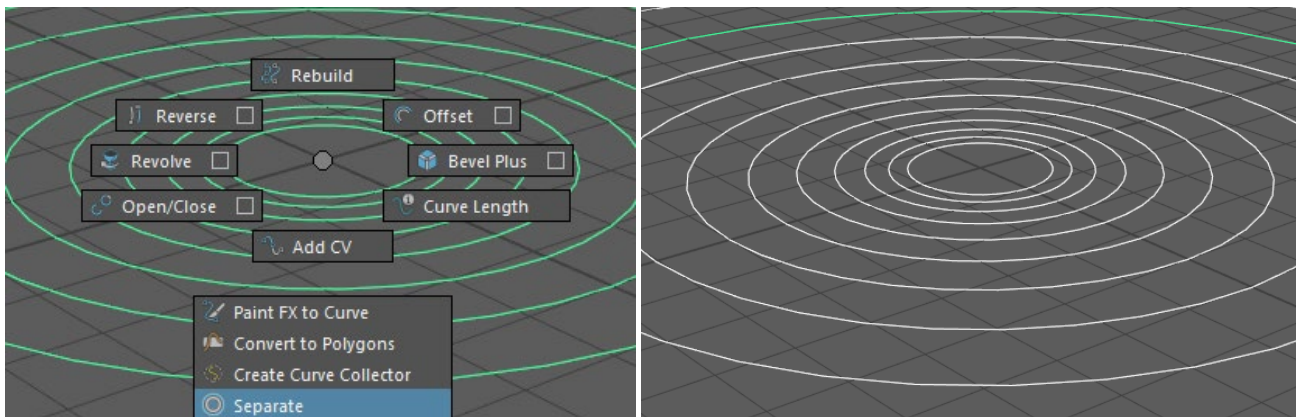 Rebuild
Reverse
Offset
Revolve
Bevel Plus
Open/Close
Curve Length
Add CV
Paint FX to Curve
Convert to Polygons
Create Curve Collector
Separate